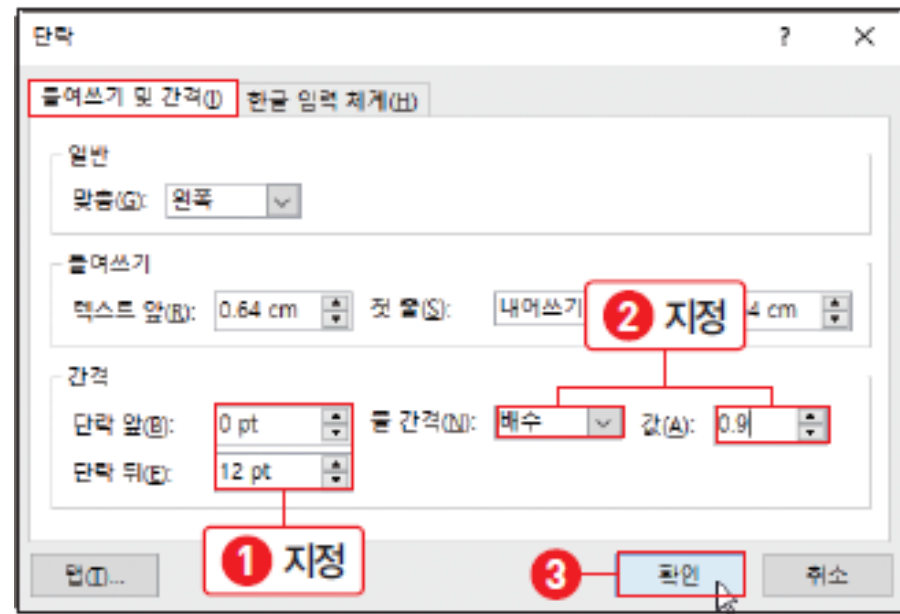 단락 ? ×
들여쓰기 및 간격(I) 한글 입력 체계(H)
일반
맞춤(G): 왼쪽
들여쓰기
텍스트 앞(R): 0.64 cm 첫 줄(S): 내어쓰기 4 cm
2 지정
간격
단락 앞(B): 0 pt 줄 간격(N): 배수 값(A): 0.9
단락 뒤(E): 12 pt
1 지정
탭(T)... 3 확인 취소